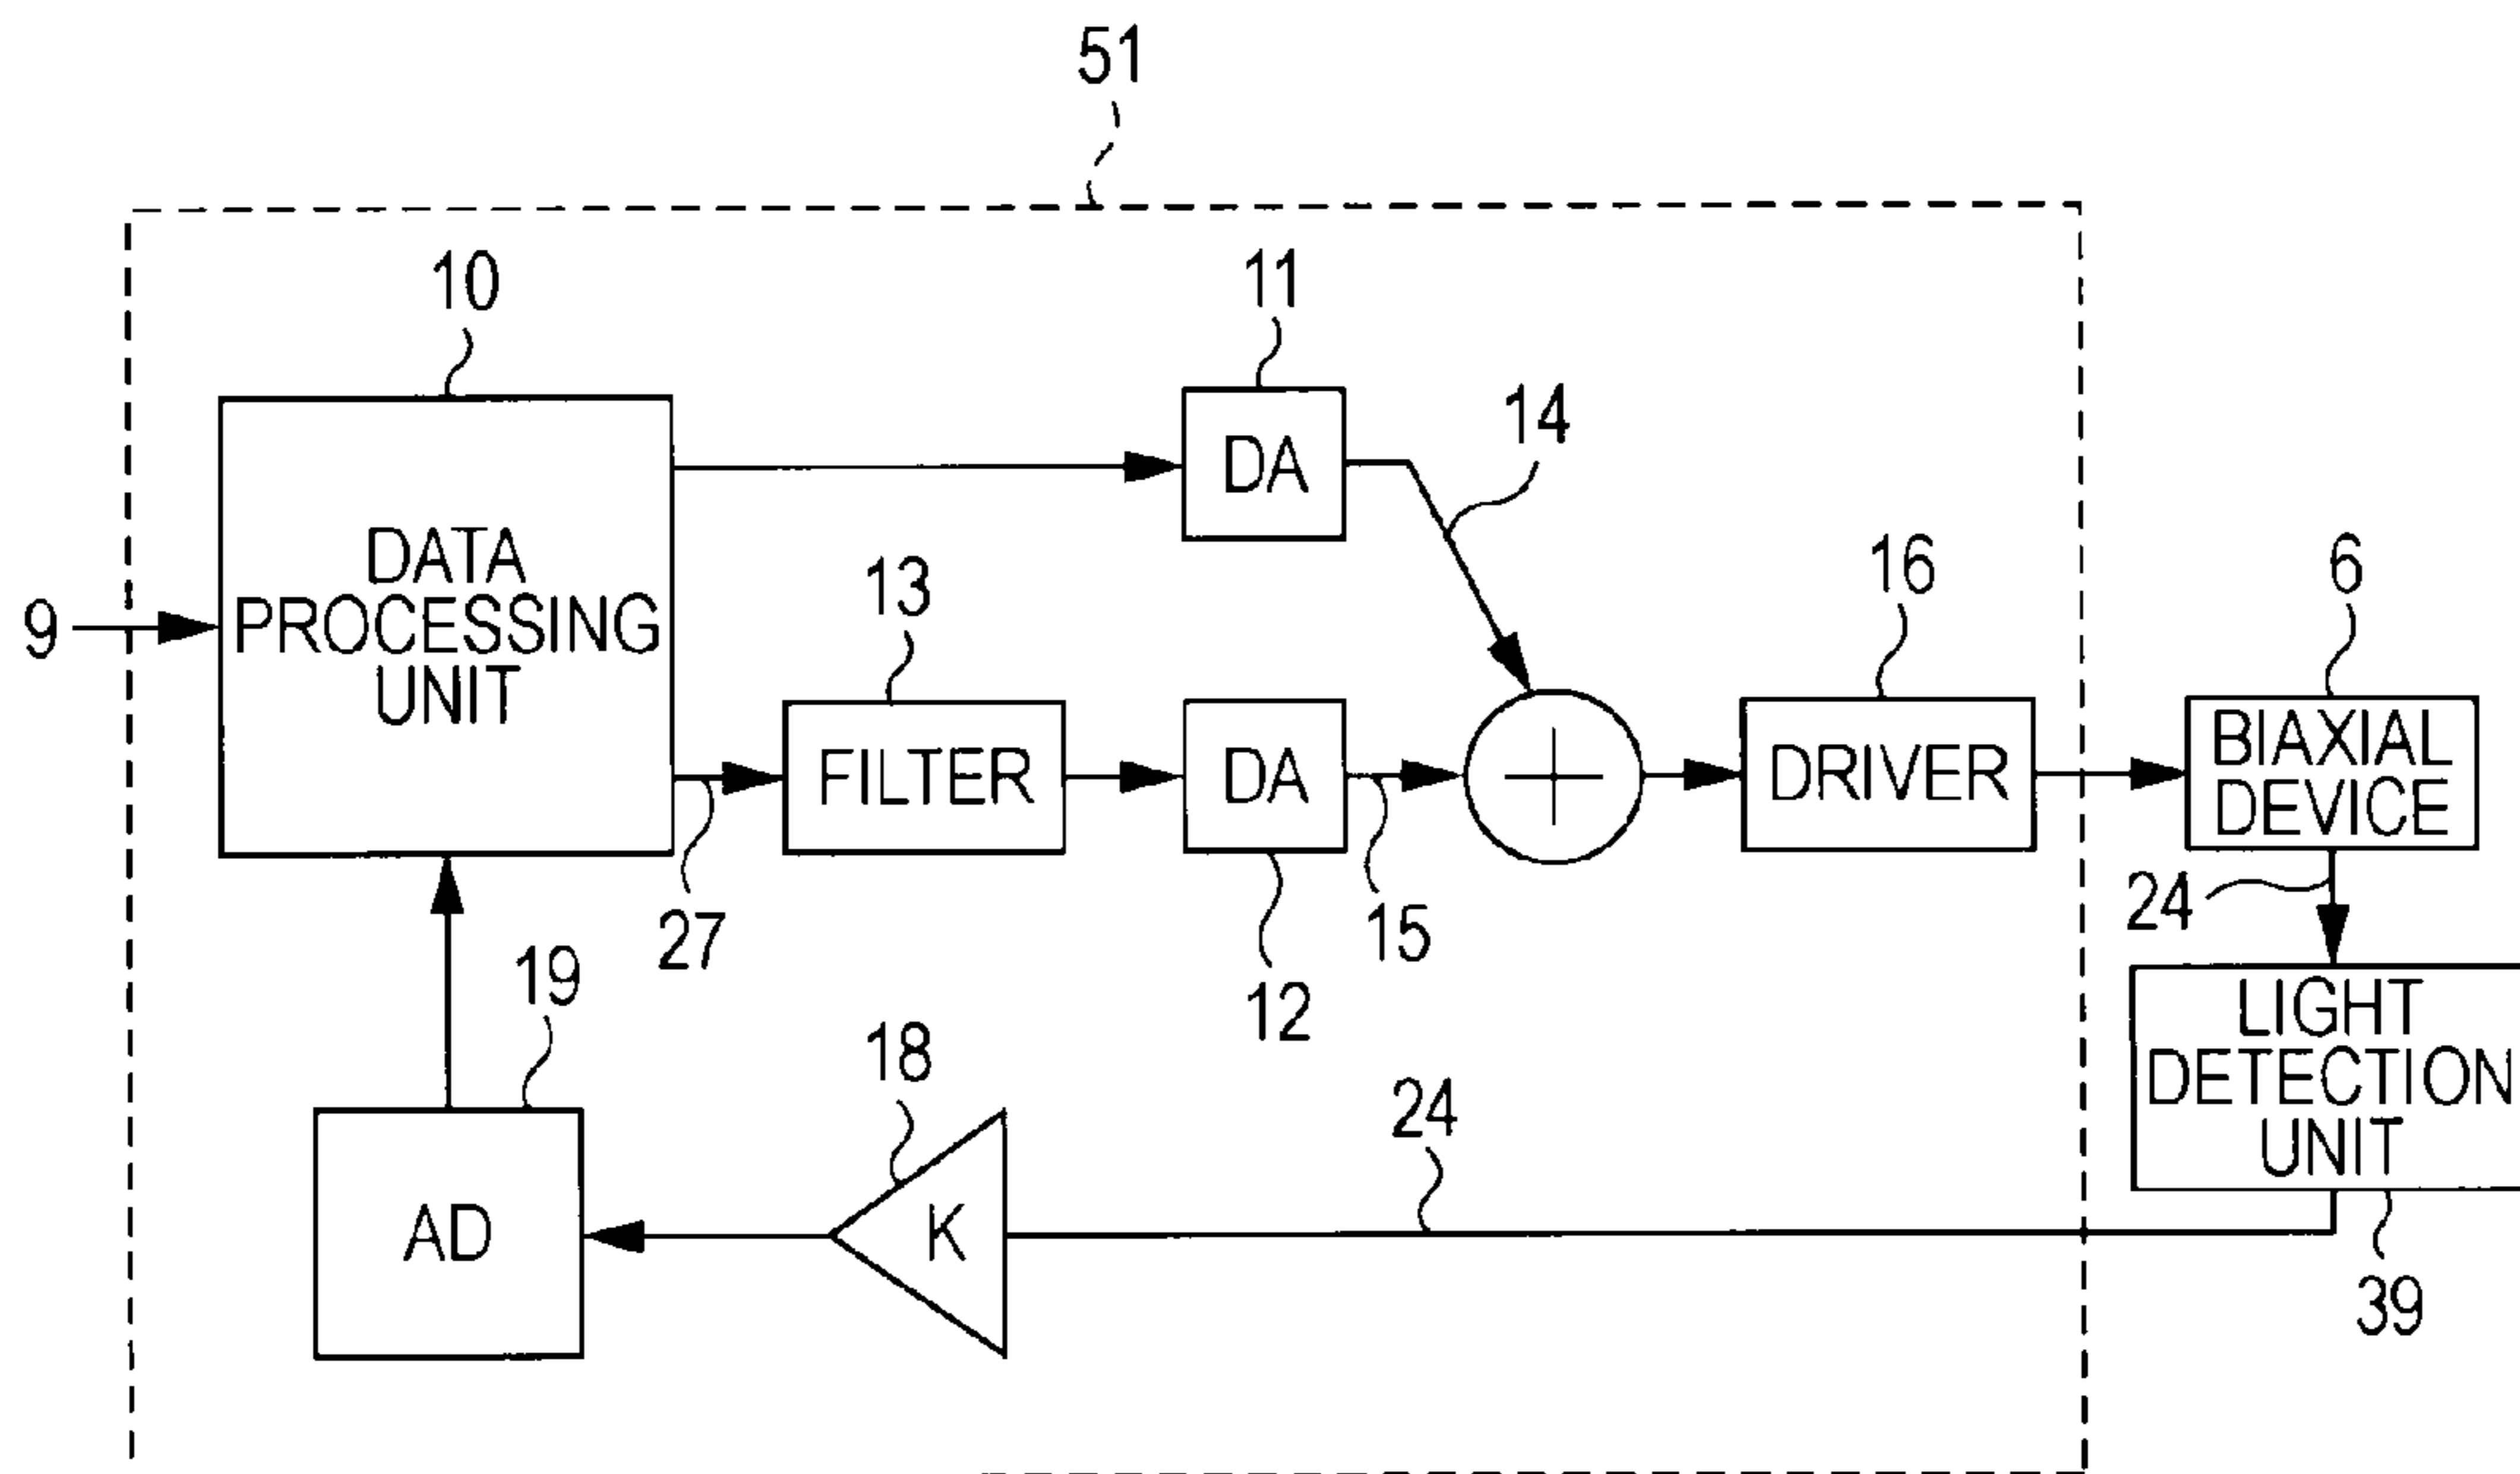 51
10
11
14
DA
16
6
DATA
PROCESSING
UNIT
9
13
FILTER
DA
DRIVER
BIAXIAL
DEVICE
27
15
24
12
19
18
24
LIGHT
DETECTION
UNIT
AD
K
39